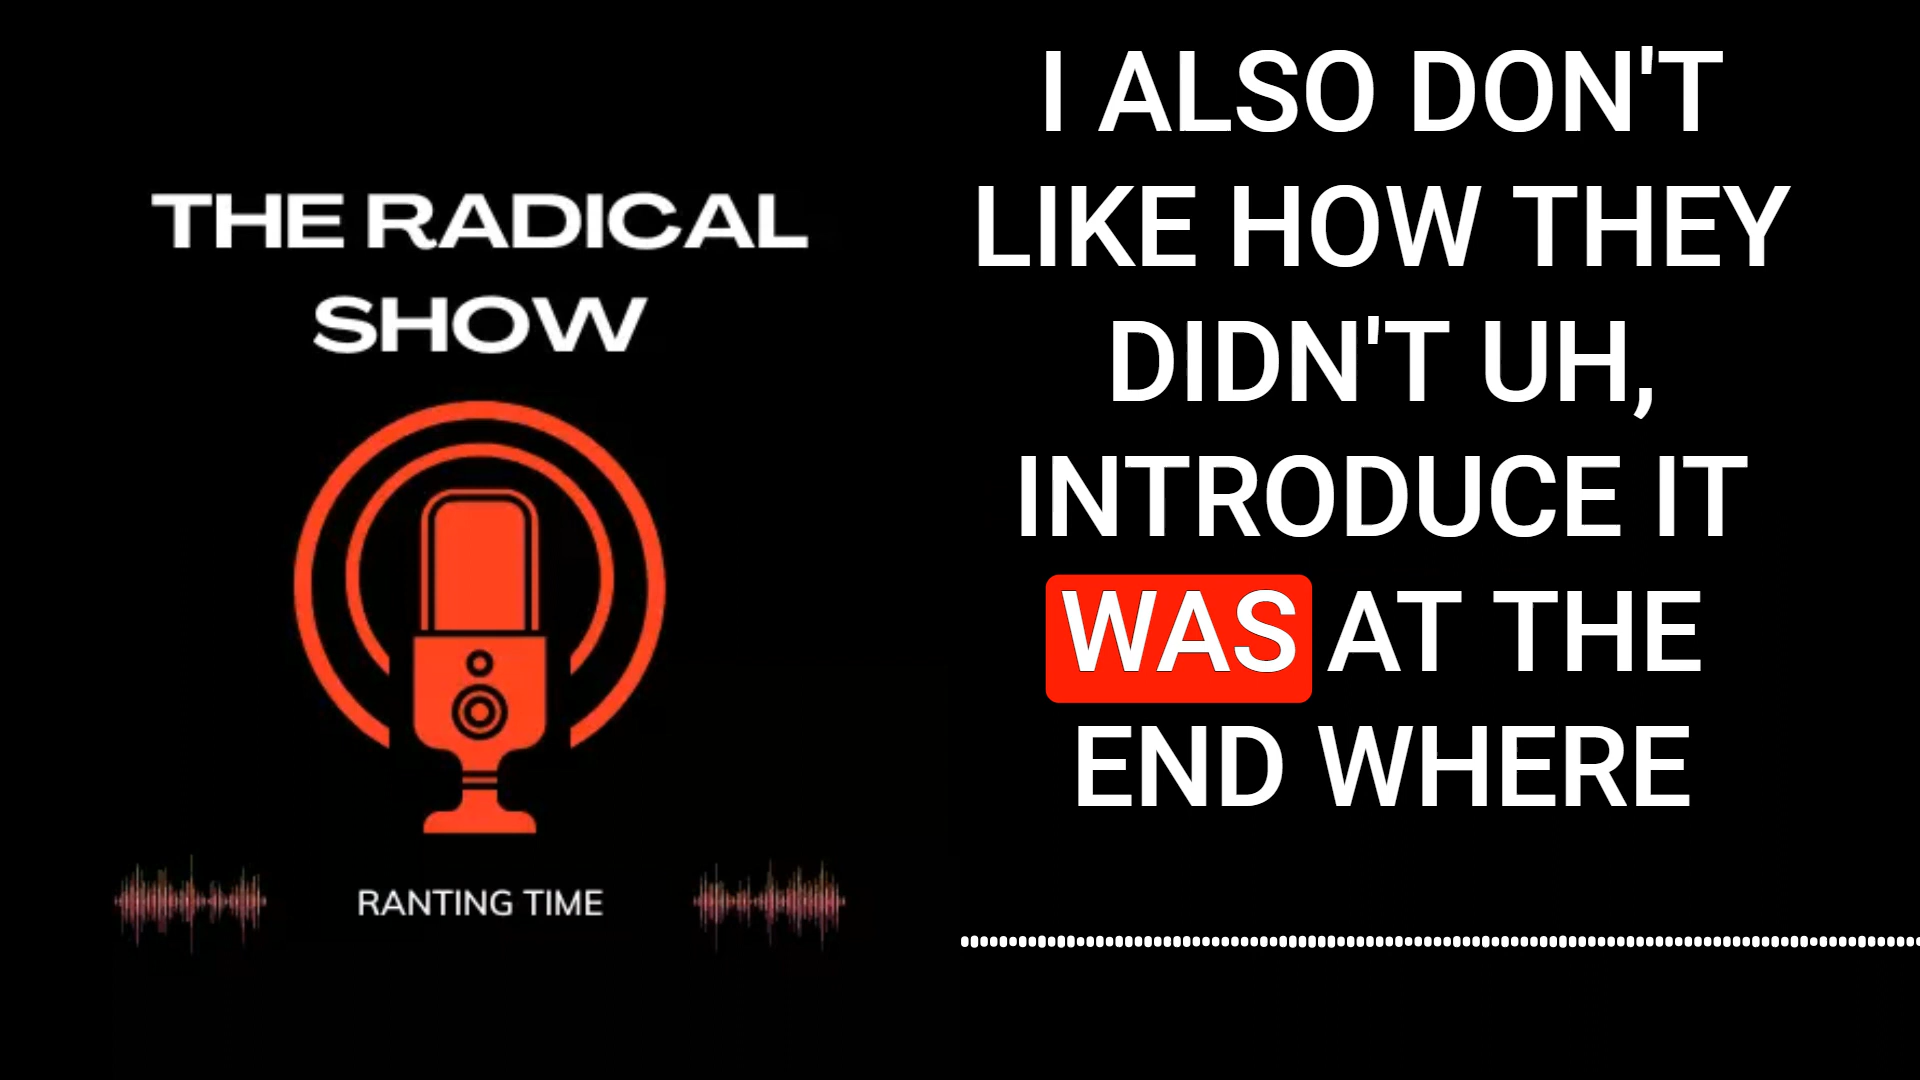 THE RADICAL
SHOW
RANTING TIME
I ALSO DON'T
LIKE HOW THEY
DIDN'T UH,
INTRODUCE IT
WAS AT THE
END WHERE